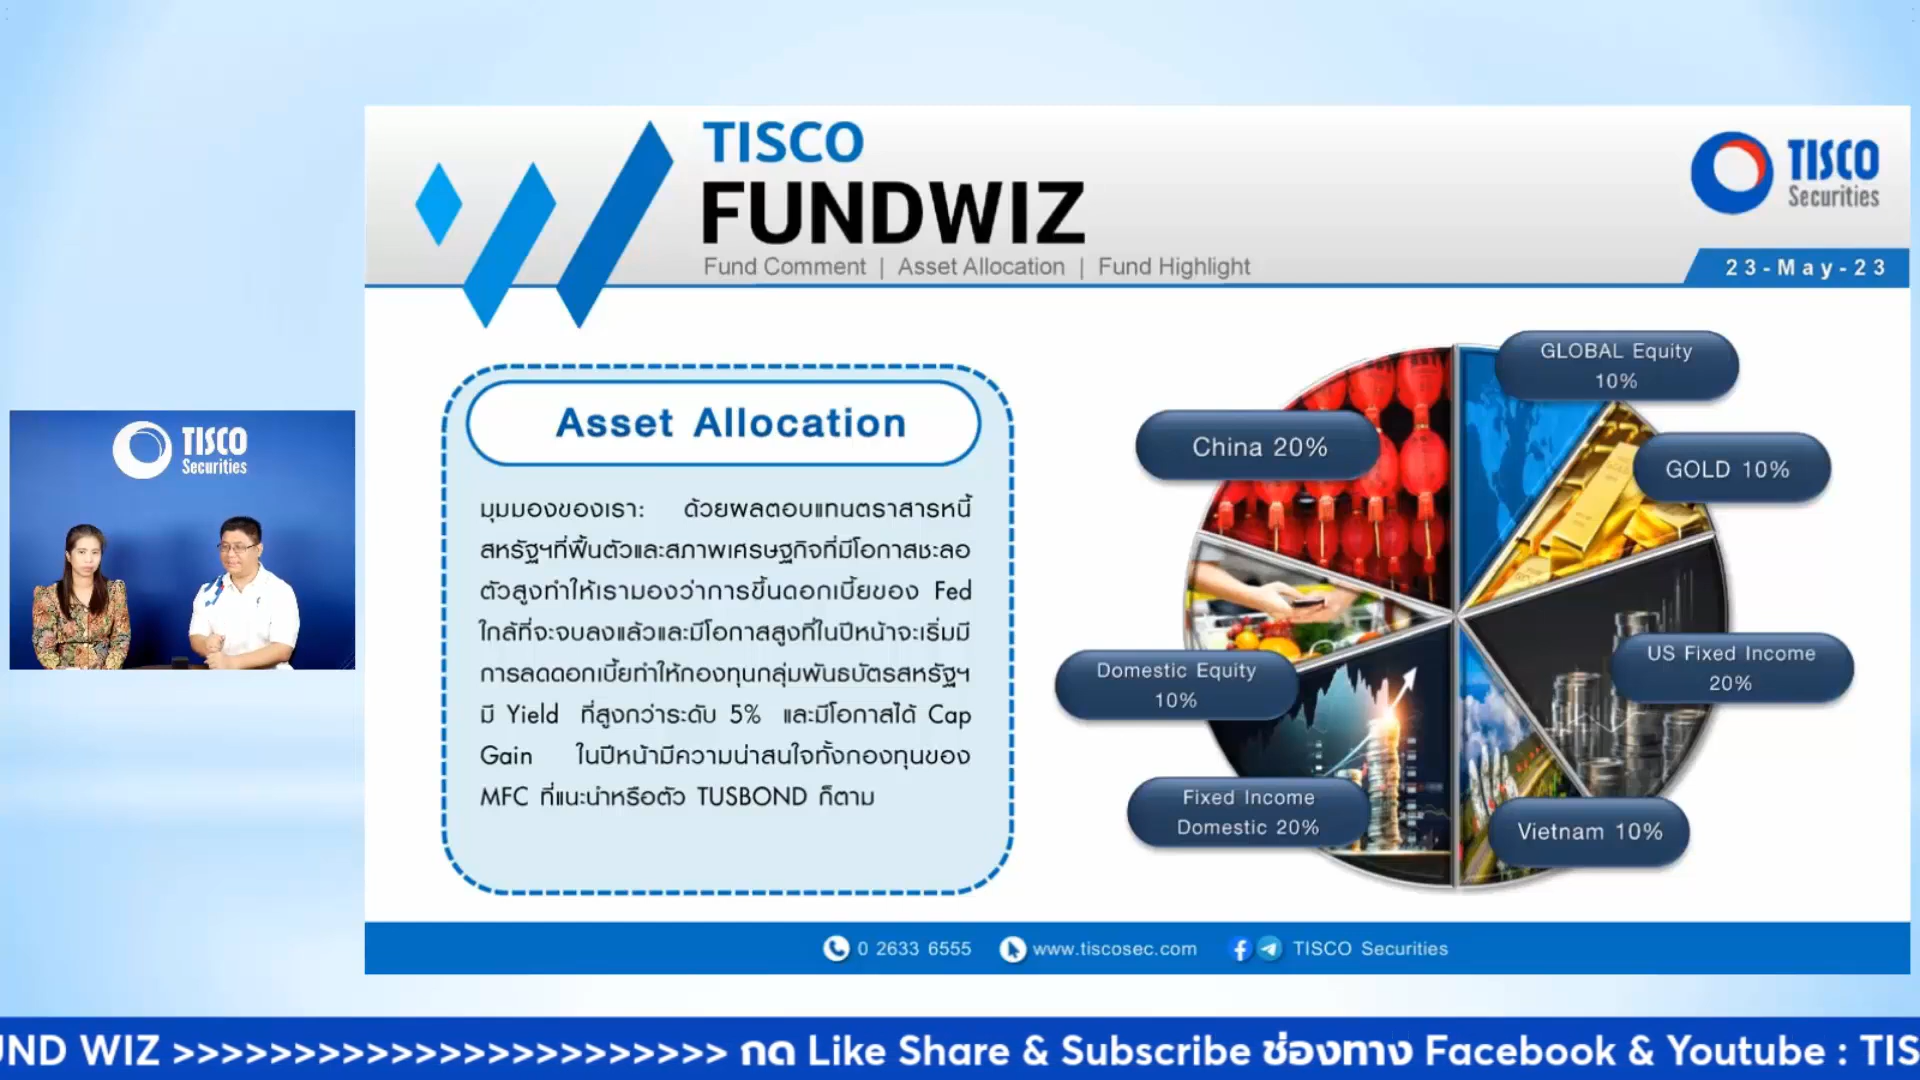 TISCO
FUNDWIZ
Fund Comment | Asset Allocation | Fund Highlight
TISCO
Securities
23-May-23
TISCO
Securities
Asset Allocation
มุมมองของเรา: ด้วยผลตอบแทนตราสารหนี้
สหรัฐฯที่ฟื้นตัวและสภาพเศรษฐกิจที่มีโอกาสชะลอ
ตัวสูงทำให้เรามองว่าการขึ้นดอกเบี้ยของ Fed
ใกล้ที่จะจบลงแล้วและมีโอกาสสูงที่ในปีหน้าจะเริ่มมี
การลดดอกเบี้ยทำให้กองทุนกลุ่มพันธบัตรสหรัฐฯ
มี Yield ที่สูงกว่าระดับ 5% และมีโอกาสได้ Cap
Gain ในปีหน้ามีความน่าสนใจทั้งกองทุนของ
MFC ที่แนะนำหรือตัว TUSBOND ก็ตาม
GLOBAL Equity
10%
China 20%
GOLD 10%
US Fixed Income
20%
Domestic Equity
10%
Fixed Income
Domestic 20%
Vietnam 10%
0 2633 6555 www.tiscosec.com TISCO Securities
UND WIZ >>>>>>>>>>>>>>>>>>>>>>> กด Like Share & Subscribe ช่องทาง Facebook & Youtube : TIS